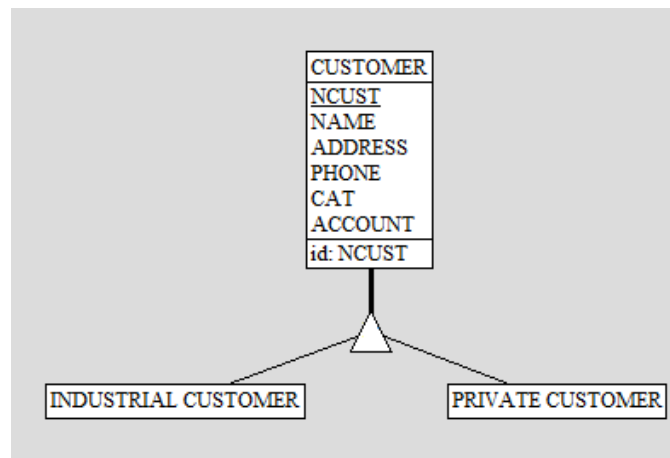 CUSTOMER
NCUST
NAME
ADDRESS
PHONE
CAT
ACCOUNT
id: NCUST
INDUSTRIAL CUSTOMER
PRIVATE CUSTOMER